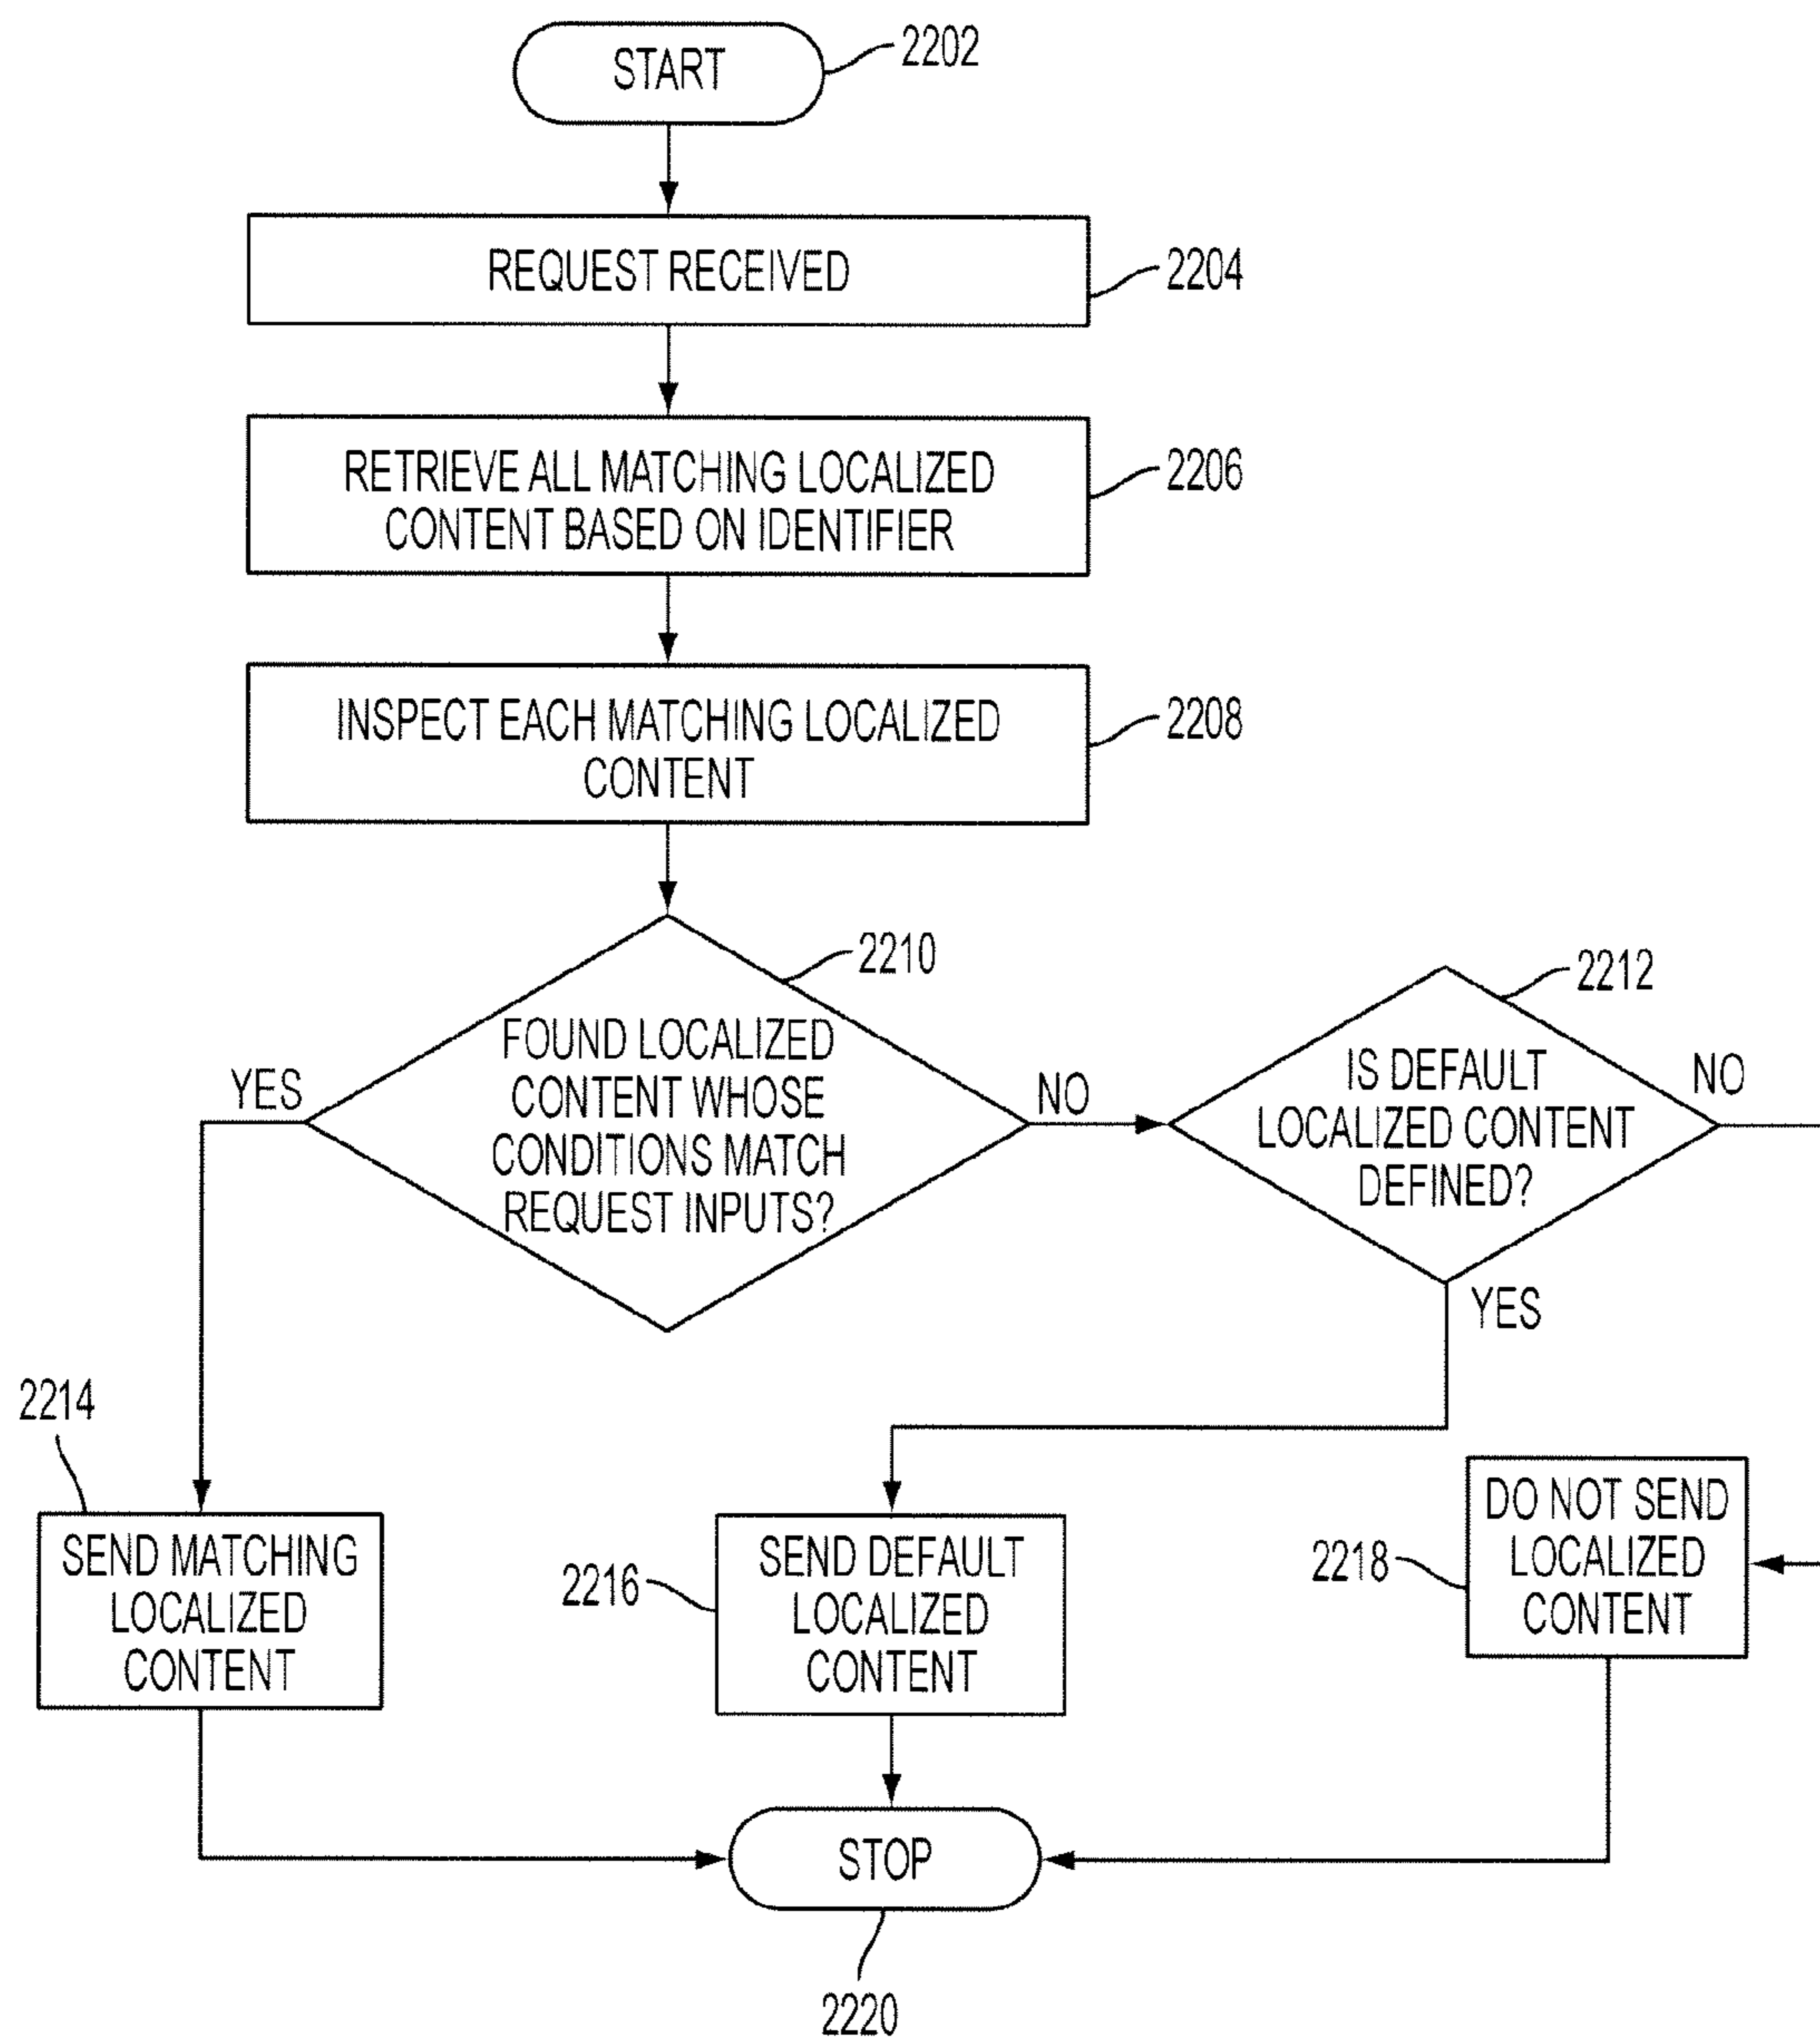 START
2202
REQUEST RECEIVED
2204
RETRIEVE ALL MATCHING LOCALIZED
CONTENT BASED ON IDENTIFIER
2206
INSPECT EACH MATCHING LOCALIZED
CONTENT
2208
2210
FOUND LOCALIZED
CONTENT WHOSE
CONDITIONS MATCH
REQUEST INPUTS?
YES
NO
2212
IS DEFAULT
LOCALIZED CONTENT
DEFINED?
NO
YES
2214
SEND MATCHING
LOCALIZED
CONTENT
2216
SEND DEFAULT
LOCALIZED
CONTENT
2218
DO NOT SEND
LOCALIZED
CONTENT
STOP
2220